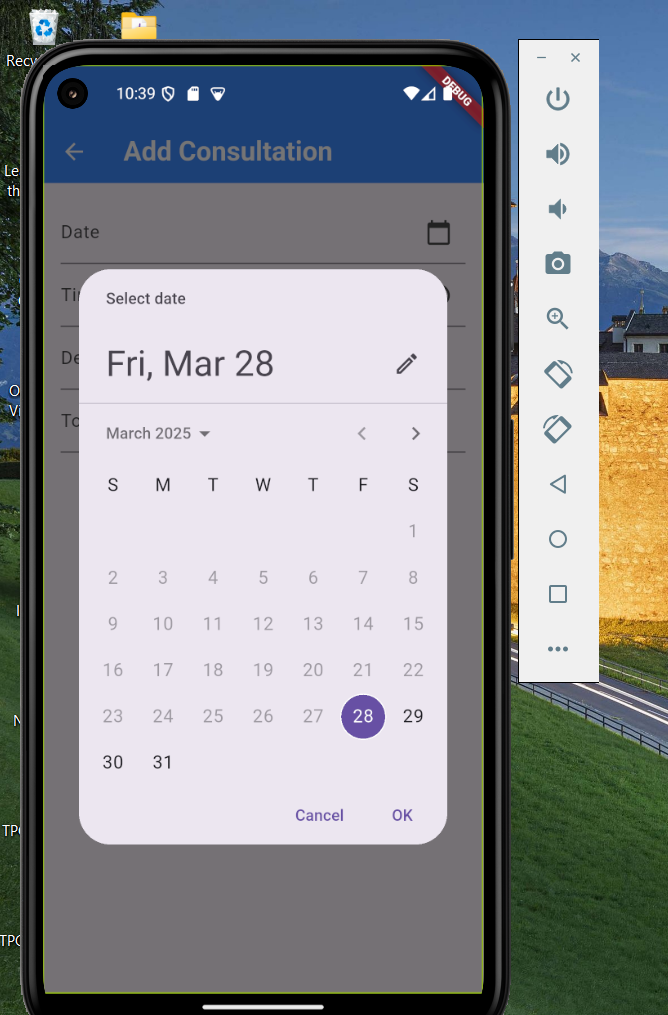 10:39
DEBUG
Add Consultation
Date
Select date
Fri, Mar 28
March 2025
S M T W T F S
1
2 3 4 5 6 7 8
9 10 11 12 13 14 15
16 17 18 19 20 21 22
23 24 25 26 27 28 29
30 31
Cancel OK